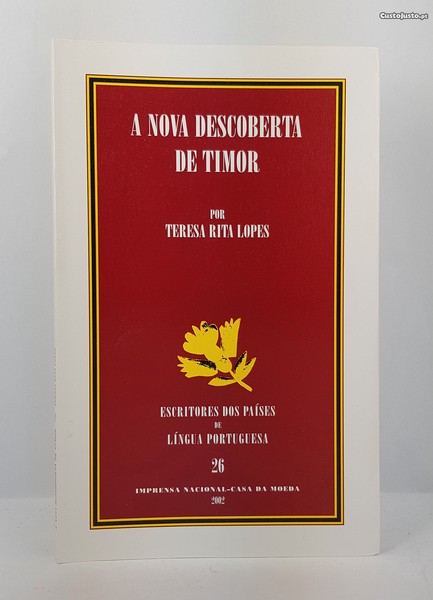 CustoJusto.pt
A NOVA DESCOBERTA
DE TIMOR
POR
TERESA RITA LOPES
ESCRITORES DOS PAÍSES
DE
LÍNGUA PORTUGUESA
26
IMPRENSA NACIONAL-CASA DA MOEDA
2002